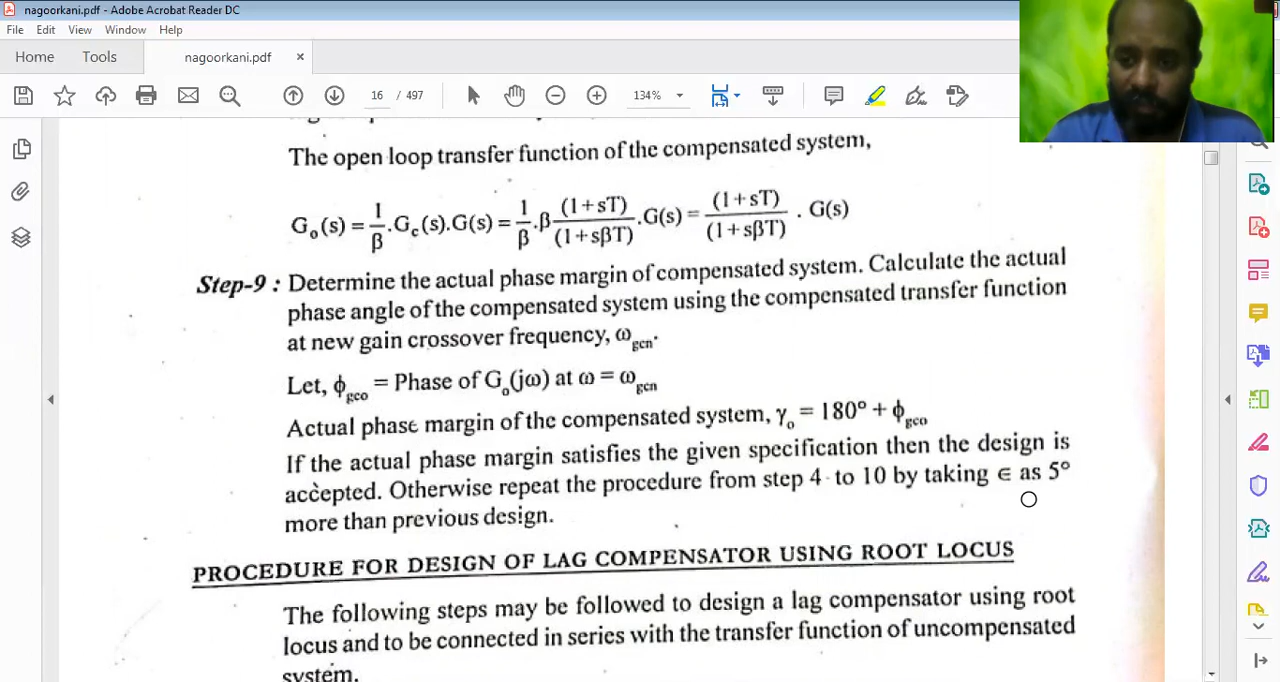 nagoorkani.pdf - Adobe Acrobat Reader DC
File Edit View Window Help
Home Tools nagoorkani.pdf ×
16 / 497 134%
The open loop transfer function of the compensated system,
G₀(s) = 1/β .G_c(s).G(s) = 1/β .β (1+sT)/(1+sβT) .G(s) = (1+sT)/(1+sβT) . G(s)
Step-9 : Determine the actual phase margin of compensated system. Calculate the actual
phase angle of the compensated system using the compensated transfer function
at new gain crossover frequency, ω_gcn.
Let, ϕ_gco = Phase of G₀(jω) at ω = ω_gcn
Actual phase margin of the compensated system, γ₀ = 180° + ϕ_gco
If the actual phase margin satisfies the given specification then the design is
accepted. Otherwise repeat the procedure from step 4 to 10 by taking ∈ as 5°
more than previous design.
PROCEDURE FOR DESIGN OF LAG COMPENSATOR USING ROOT LOCUS
The following steps may be followed to design a lag compensator using root
locus and to be connected in series with the transfer function of uncompensated
system.